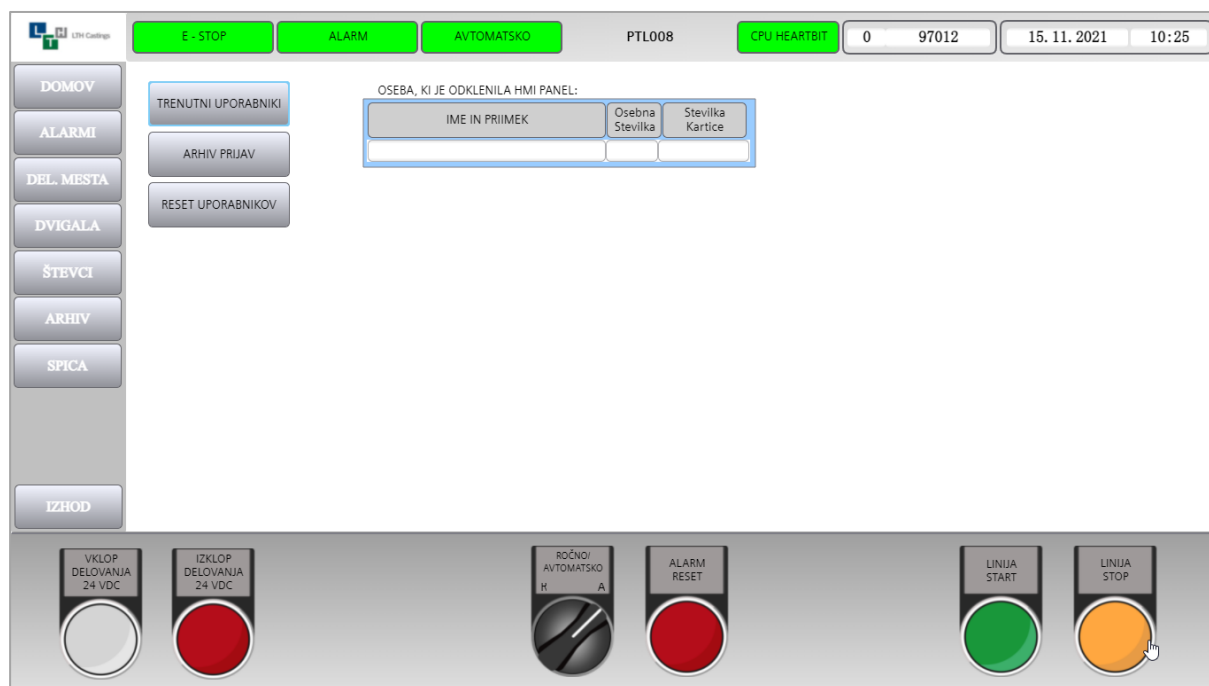 LTH LTH Castings
E - STOP
ALARM
AVTOMATSKO
PTL008
CPU HEARTBIT
0 97012
15. 11. 2021 10:25
DOMOV
ALARMI
DEL. MESTA
DVIGALA
ŠTEVCI
ARHIV
SPICA
IZHOD
TRENUTNI UPORABNIKI
ARHIV PRIJAV
RESET UPORABNIKOV
OSEBA, KI JE ODKLENILA HMI PANEL:
IME IN PRIIMEK
Osebna
Stevilka
Stevilka
Kartice
VKLOP
DELOVANJA
24 VDC
IZKLOP
DELOVANJA
24 VDC
ROČNO/
AVTOMATSKO
R A
ALARM
RESET
LINIJA
START
LINIJA
STOP